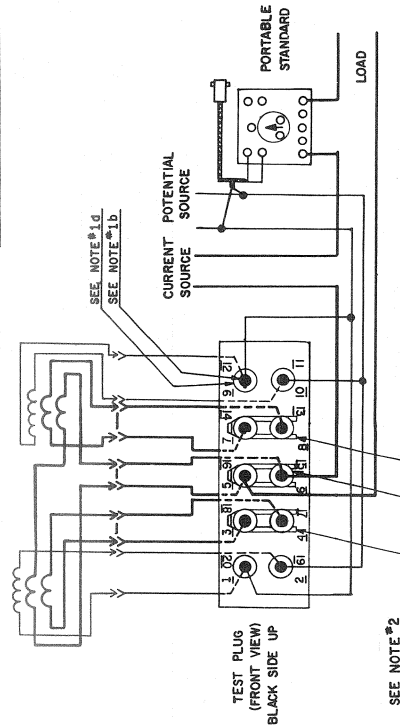 SEE NOTE #1d
SEE NOTE #1b
CURRENT SOURCE
POTENTIAL SOURCE
PORTABLE STANDARD
LOAD
12
11
9
10
14
13
7
8
16
15
5
6
18
17
3
4
20
19
1
2
TEST PLUG
(FRONT VIEW)
BLACK SIDE UP
SEE NOTE #2